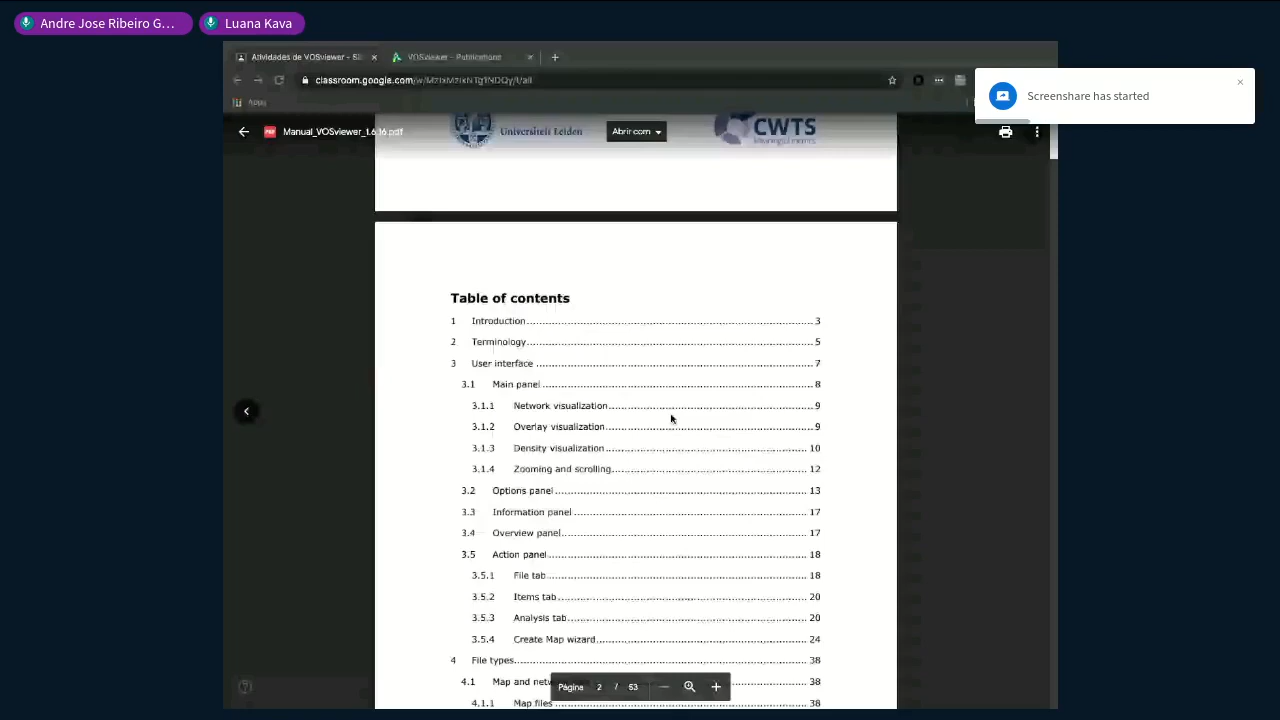 Andre Jose Ribeiro G...
Luana Kava
Atividades de VOSviewer - Sl
VOSviewer - Publicemono
classroom.google.com
Apps
Screenshare has started
Manual_VOSviewer_1.6.16.pdf
Universiteit Leiden
Abrir com
CWTS
Meaningful metrics
Table of contents
1 Introduction 3
2 Terminology 5
3 User interface 7
3.1 Main panel 8
3.1.1 Network visualization 9
3.1.2 Overlay visualization 9
3.1.3 Density visualization 10
3.1.4 Zooming and scrolling 12
3.2 Options panel 13
3.3 Information panel 17
3.4 Overview panel 17
3.5 Action panel 18
3.5.1 File tab 18
3.5.2 Items tab 20
3.5.3 Analysis tab 20
3.5.4 Create Map wizard 24
4 File types 38
4.1 Map and netw 38
4.1.1 Map files 38
Página 2 / 53